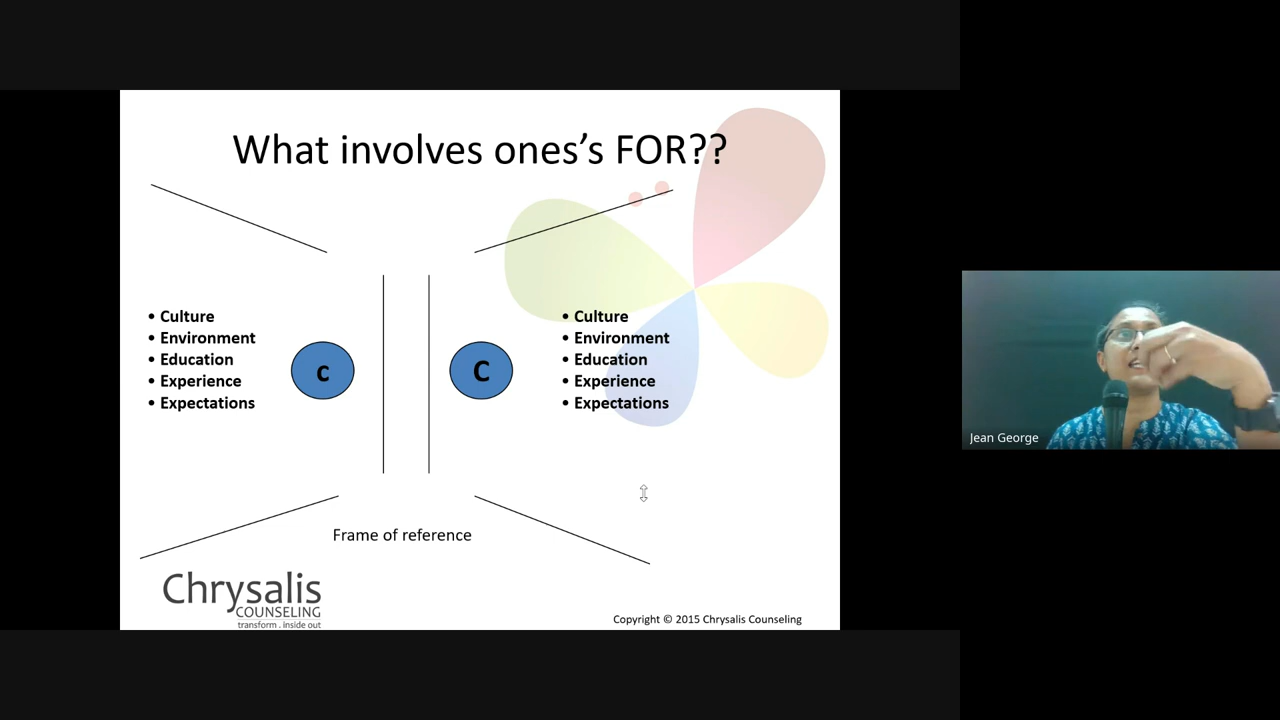 What involves ones's FOR??
• Culture
• Environment
• Education
• Experience
• Expectations
c
C
• Culture
• Environment
• Education
• Experience
• Expectations
Frame of reference
Chrysalis
COUNSELING
transform . inside out
Copyright © 2015 Chrysalis Counseling
Jean George